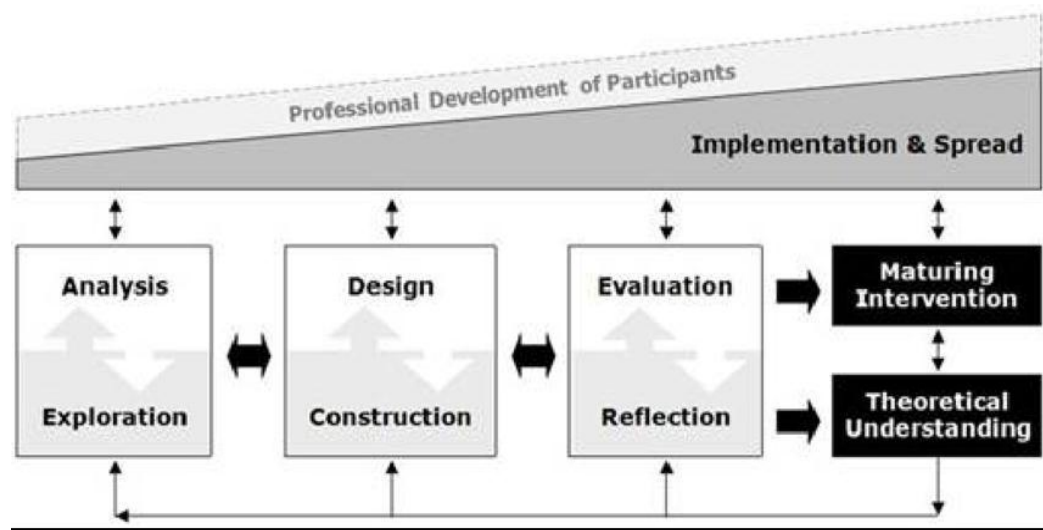 Professional Development of Participants
Implementation & Spread
Analysis
Exploration
Design
Construction
Evaluation
Reflection
Maturing
Intervention
Theoretical
Understanding